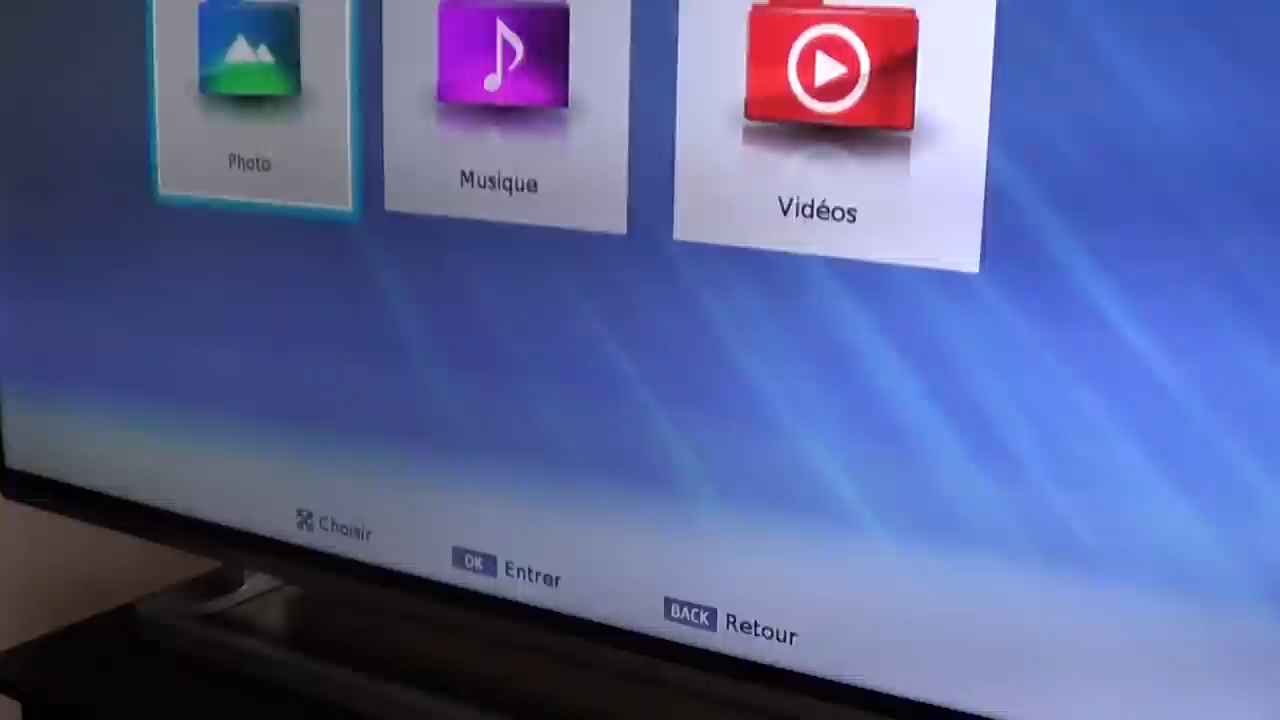 Photo
Musique
Vidéos
Choisir
OK Entrer
BACK Retour